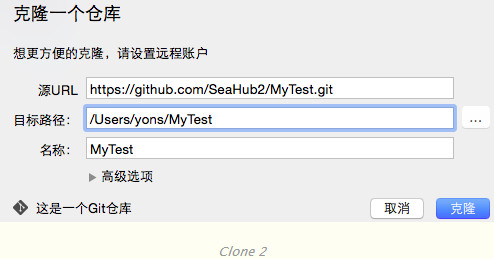 克隆一个仓库
想更方便的克隆，请设置远程账户
源URL https://github.com/SeaHub2/MyTest.git
目标路径： /Users/yons/MyTest ...
名称： MyTest
高级选项
这是一个Git仓库 取消 克隆
Clone 2